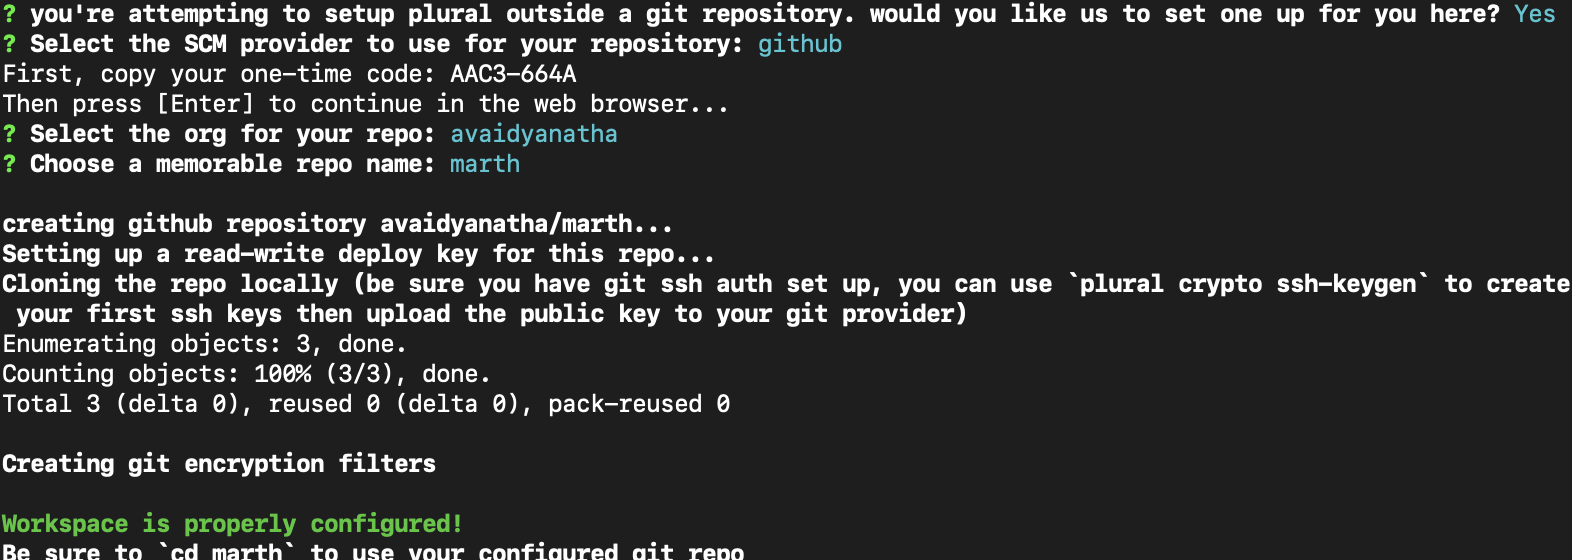 ? you're attempting to setup plural outside a git repository. would you like us to set one up for you here? Yes
? Select the SCM provider to use for your repository: github
First, copy your one-time code: AAC3-664A
Then press [Enter] to continue in the web browser...
? Select the org for your repo: avaidyanatha
? Choose a memorable repo name: marth
creating github repository avaidyanatha/marth...
Setting up a read-write deploy key for this repo...
Cloning the repo locally (be sure you have git ssh auth set up, you can use `plural crypto ssh-keygen` to create
your first ssh keys then upload the public key to your git provider)
Enumerating objects: 3, done.
Counting objects: 100% (3/3), done.
Total 3 (delta 0), reused 0 (delta 0), pack-reused 0
Creating git encryption filters
Workspace is properly configured!
Be sure to `cd marth` to use your configured git repo